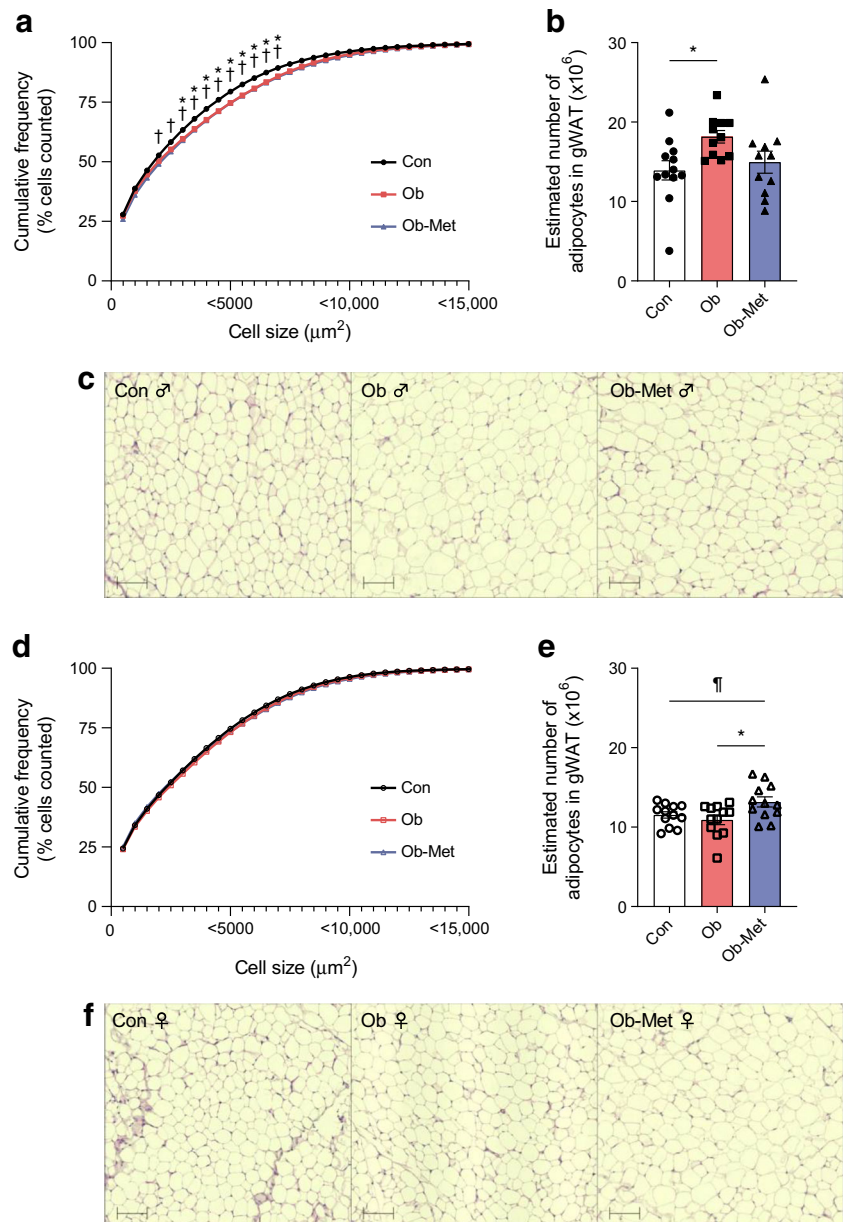 a
Cumulative frequency
(% cells counted)
100
75
50
25
0
* * * * * * * * *
† † † † † † † † † † †
Con
Ob
Ob-Met
0 <5000 <10,000 <15,000
Cell size (μm²)
b
Estimated number of
adipocytes in gWAT (x10⁶)
30
20
10
0
*
Con Ob Ob-Met
c
Con ♂ Ob ♂ Ob-Met ♂
d
Cumulative frequency
(% cells counted)
100
75
50
25
0
Con
Ob
Ob-Met
0 <5000 <10,000 <15,000
Cell size (μm²)
e
Estimated number of
adipocytes in gWAT (x10⁶)
30
20
10
0
¶
*
Con Ob Ob-Met
f
Con ♀ Ob ♀ Ob-Met ♀